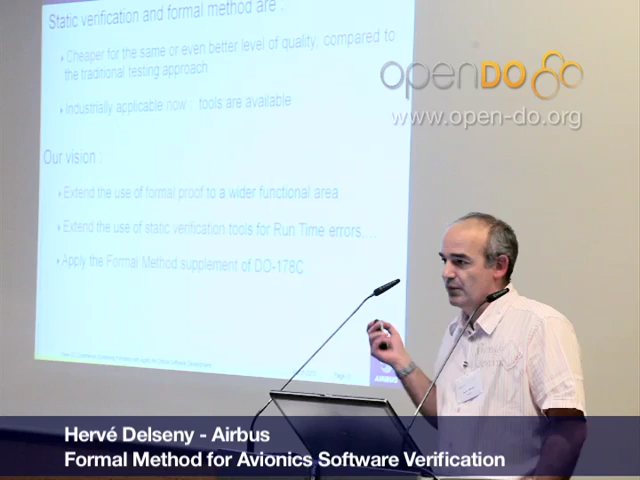 Static verification and formal method are :
Cheaper for the same or even better level of quality, compared to
the traditional testing approach
Industrially applicable now : tools are available
openDO
www.open-do.org
Our vision :
Extend the use of formal proof to a wider functional area
Extend the use of static verification tools for Run Time errors,...
Apply the Formal Method supplement of DO-178C
AIRBUS
Hervé Delseny - Airbus
Formal Method for Avionics Software Verification